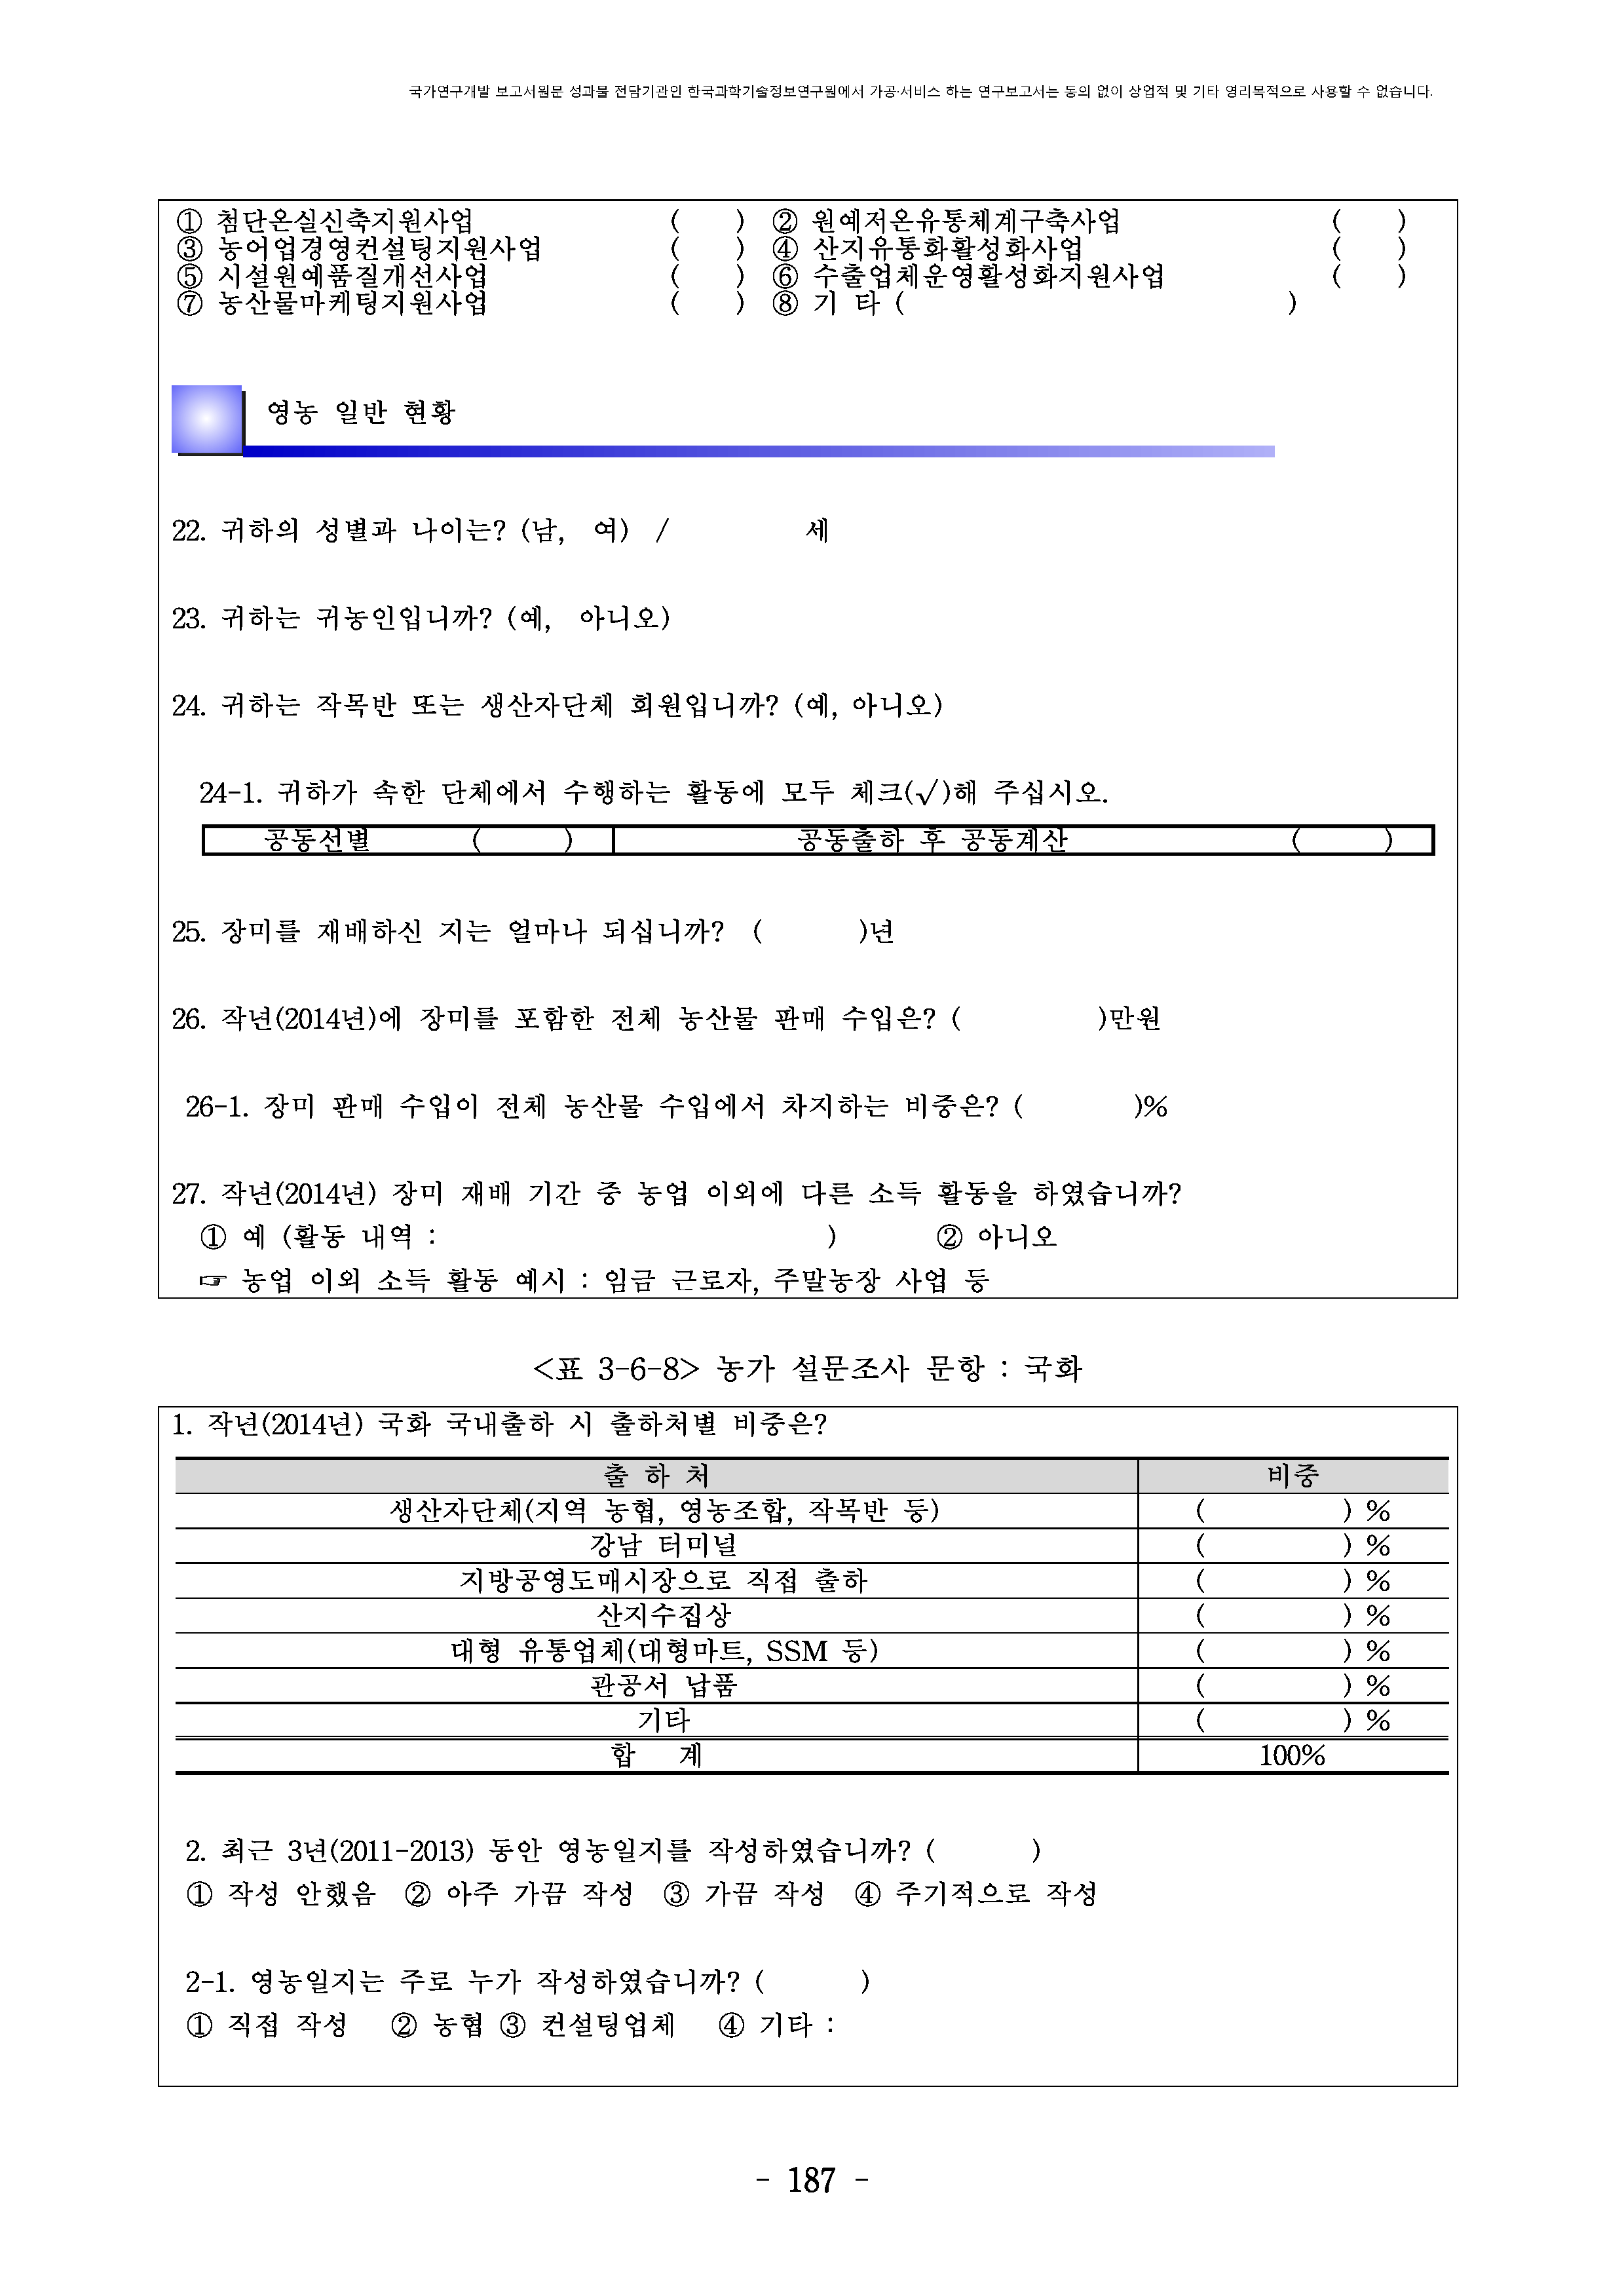 국가연구개발 보고서원문 성과물 전담기관인 한국과학기술정보연구원에서 가공·서비스 하는 연구보고서는 동의 없이 상업적 및 기타 영리목적으로 사용할 수 없습니다.
① 첨단온실신축지원사업 ( ) ② 원예저온유통체계구축사업 ( )
③ 농어업경영컨설팅지원사업 ( ) ④ 산지유통화활성화사업 ( )
⑤ 시설원예품질개선사업 ( ) ⑥ 수출업체운영활성화지원사업 ( )
⑦ 농산물마케팅지원사업 ( ) ⑧ 기 타 ( )
영농 일반 현황
22. 귀하의 성별과 나이는? (남, 여) / 세
23. 귀하는 귀농인입니까? (예, 아니오)
24. 귀하는 작목반 또는 생산자단체 회원입니까? (예, 아니오)
24-1. 귀하가 속한 단체에서 수행하는 활동에 모두 체크(√)해 주십시오.
공동선별 ( ) 공동출하 후 공동계산 ( )
25. 장미를 재배하신 지는 얼마나 되십니까? ( )년
26. 작년(2014년)에 장미를 포함한 전체 농산물 판매 수입은? ( )만원
26-1. 장미 판매 수입이 전체 농산물 수입에서 차지하는 비중은? ( )%
27. 작년(2014년) 장미 재배 기간 중 농업 이외에 다른 소득 활동을 하였습니까?
① 예 (활동 내역 : ) ② 아니오
☞ 농업 이외 소득 활동 예시 : 임금 근로자, 주말농장 사업 등
<표 3-6-8> 농가 설문조사 문항 : 국화
1. 작년(2014년) 국화 국내출하 시 출하처별 비중은?
출 하 처 비중
생산자단체(지역 농협, 영농조합, 작목반 등) ( ) %
강남 터미널 ( ) %
지방공영도매시장으로 직접 출하 ( ) %
산지수집상 ( ) %
대형 유통업체(대형마트, SSM 등) ( ) %
관공서 납품 ( ) %
기타 ( ) %
합 계 100%
2. 최근 3년(2011-2013) 동안 영농일지를 작성하였습니까? ( )
① 작성 안했음 ② 아주 가끔 작성 ③ 가끔 작성 ④ 주기적으로 작성
2-1. 영농일지는 주로 누가 작성하였습니까? ( )
① 직접 작성 ② 농협 ③ 컨설팅업체 ④ 기타 :
- 187 -